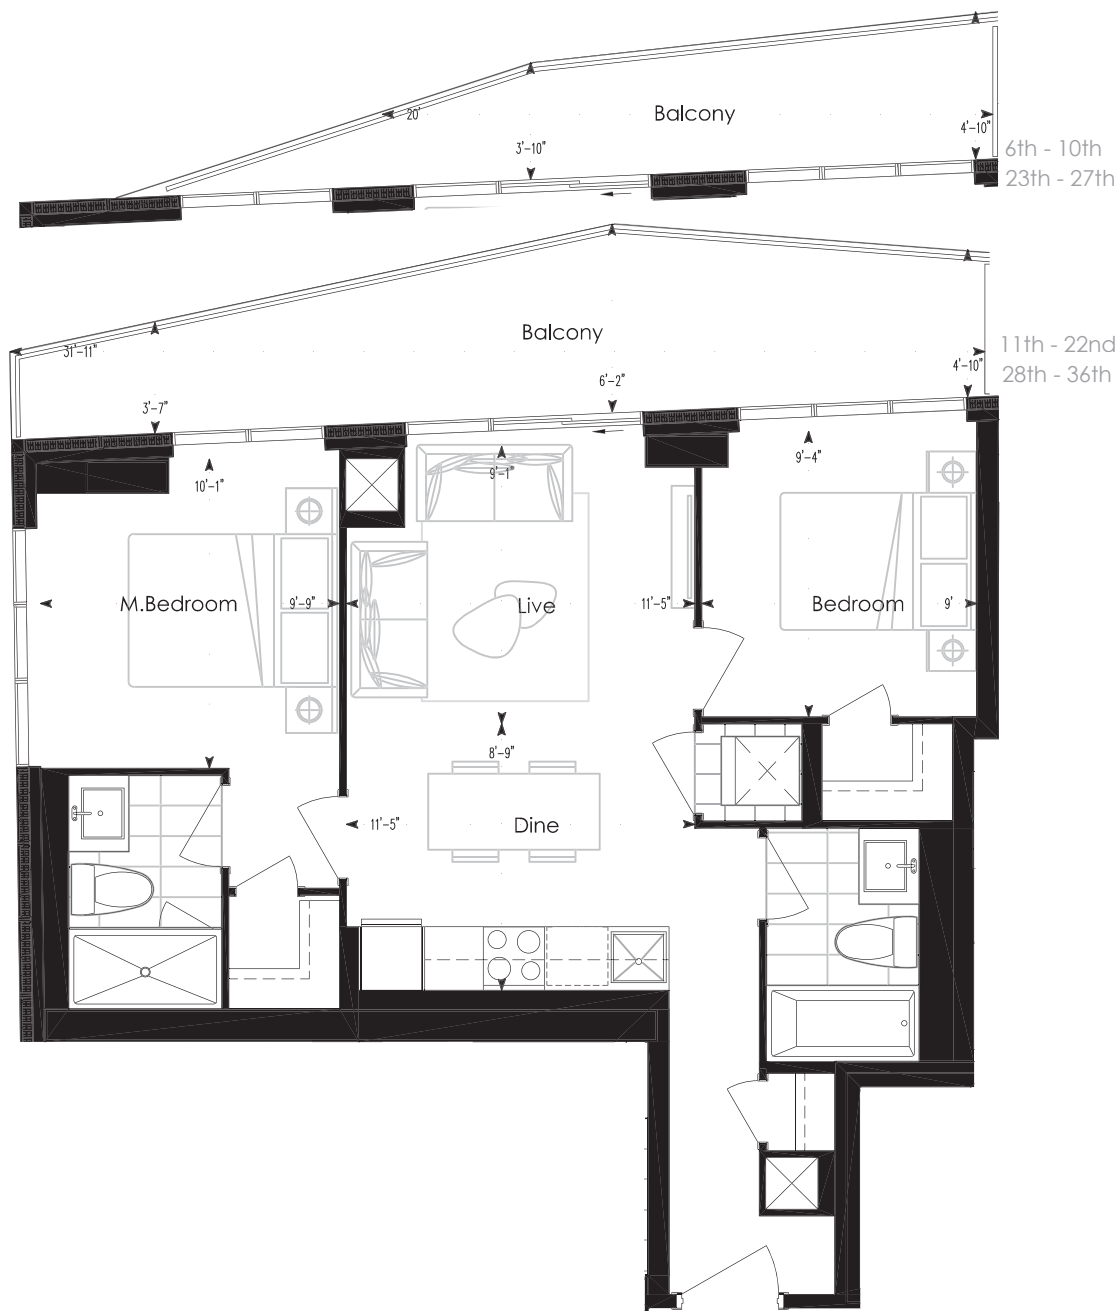 20'
Balcony
3'-10"
4'-10"
6th - 10th
23th - 27th
31'-11"
Balcony
11th - 22nd
28th - 36th
3'-7"
6'-2"
4'-10"
10'-1"
9'-1"
9'-4"
M.Bedroom
9'-9"
Live
11'-5"
Bedroom
9'
8'-9"
11'-5"
Dine